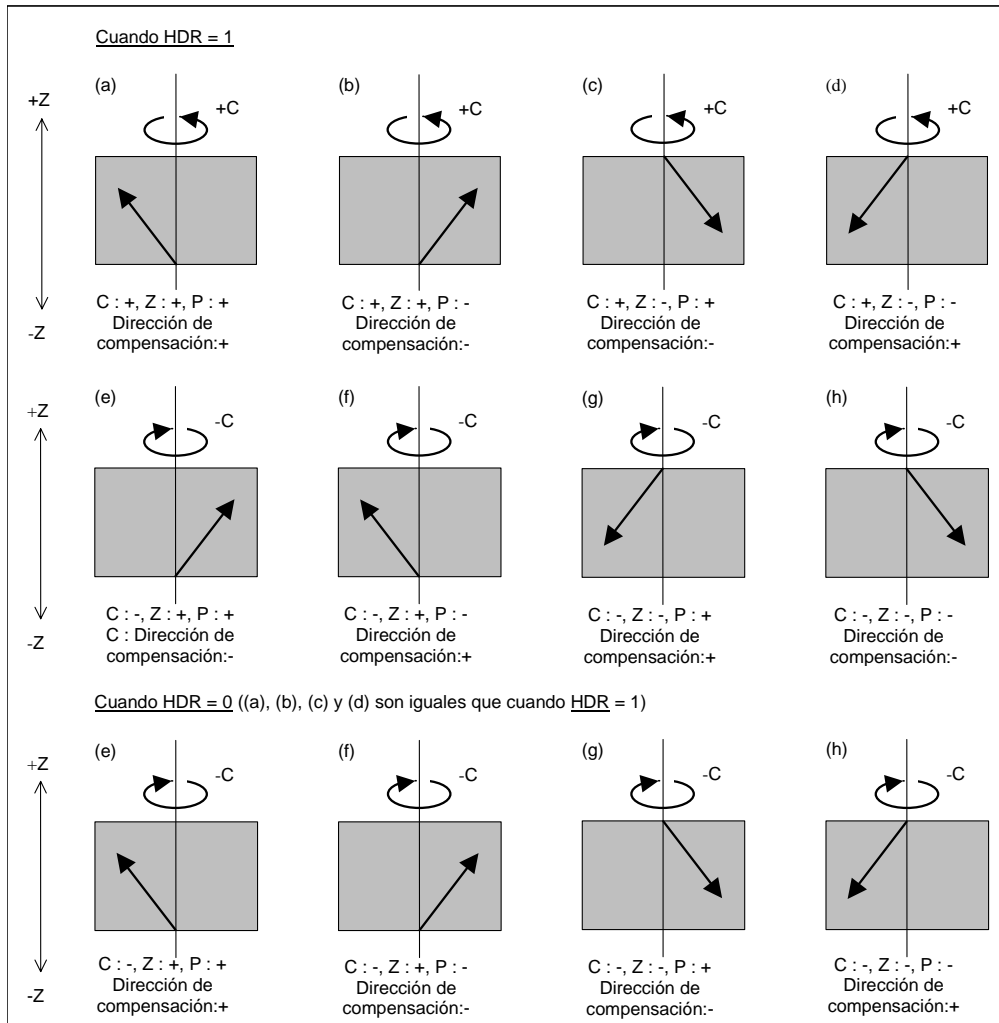 Cuando HDR = 1
(a)
(b)
(c)
(d)
+Z
-Z
+C
+C
+C
+C
C : +, Z : +, P : +
Dirección de
compensación:+
C : +, Z : +, P : -
Dirección de
compensación:-
C : +, Z : -, P : +
Dirección de
compensación:-
C : +, Z : -, P : -
Dirección de
compensación:+
(e)
(f)
(g)
(h)
+Z
-Z
-C
-C
-C
-C
C : -, Z : +, P : +
C : Dirección de
compensación:-
C : -, Z : +, P : -
Dirección de
compensación:+
C : -, Z : -, P : +
Dirección de
compensación:+
C : -, Z : -, P : -
Dirección de
compensación:-
Cuando HDR = 0 ((a), (b), (c) y (d) son iguales que cuando HDR = 1)
(e)
(f)
(g)
(h)
+Z
-Z
-C
-C
-C
-C
C : -, Z : +, P : +
Dirección de
compensación:+
C : -, Z : +, P : -
Dirección de
compensación:-
C : -, Z : -, P : +
Dirección de
compensación:-
C : -, Z : -, P : -
Dirección de
compensación:+